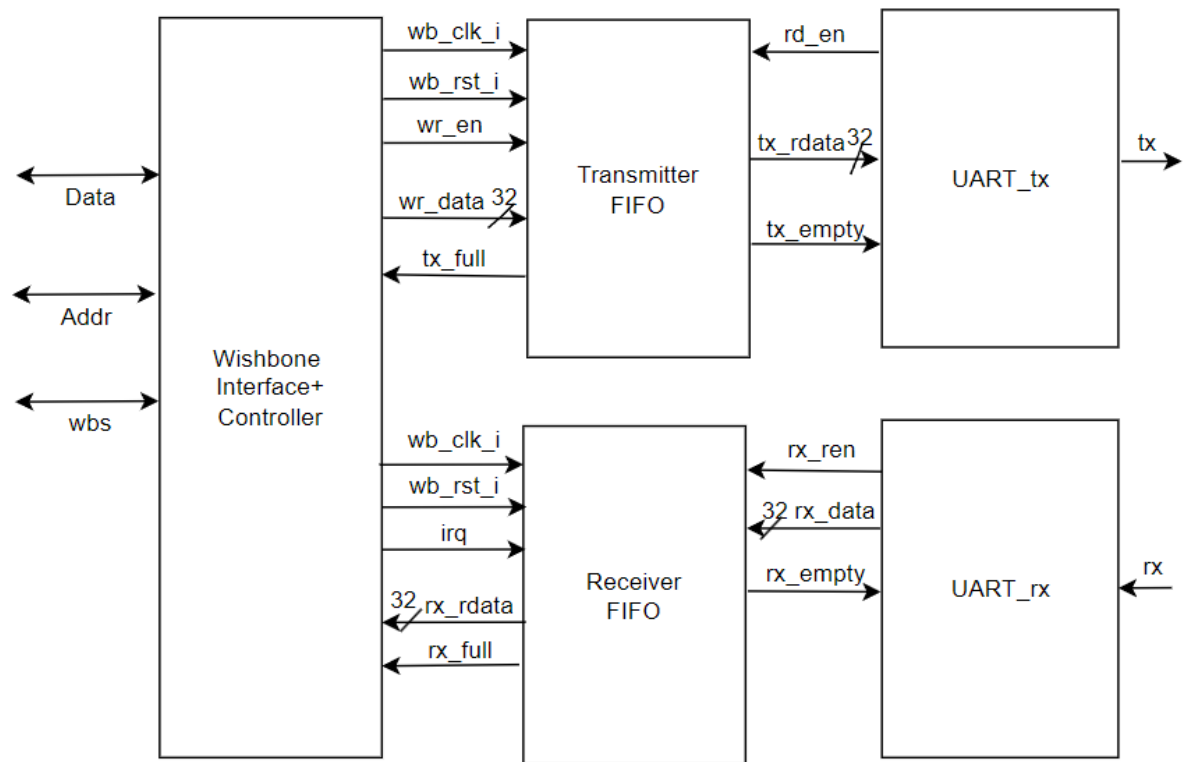 wb_clk_i
wb_rst_i
wr_en
wr_data
32
tx_full
Data
Addr
wbs
Wishbone
Interface+
Controller
Transmitter
FIFO
rd_en
tx_rdata
32
tx_empty
UART_tx
tx
wb_clk_i
wb_rst_i
irq
32
rx_rdata
rx_full
Receiver
FIFO
rx_ren
32
rx_data
rx_empty
UART_rx
rx